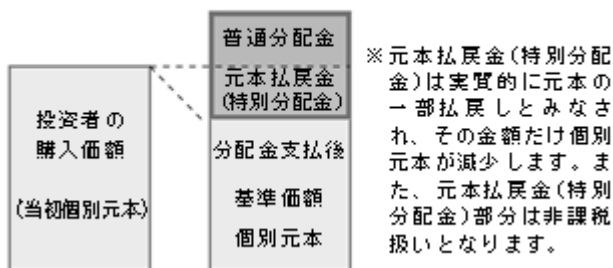 普通分配金
元本払戻金
(特別分配金)
投資者の
購入価額
(当初個別元本)
分配金支払後
基準価額
個別元本
※元本払戻金(特別分配
金)は実質的に元本の
一部払戻しとみなさ
れ、その金額だけ個別
元本が減少します。ま
た、元本払戻金(特別
分配金)部分は非課税
扱いとなります。